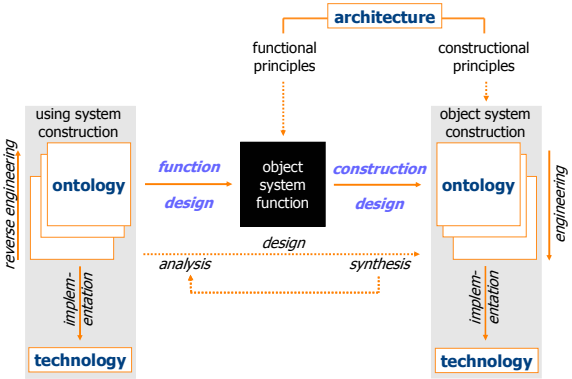 architecture
functional
principles
constructional
principles
using system
construction
object system
construction
reverse engineering
ontology
function
design
object
system
function
construction
design
ontology
engineering
design
analysis
synthesis
implem-
entation
implem-
entation
technology
technology